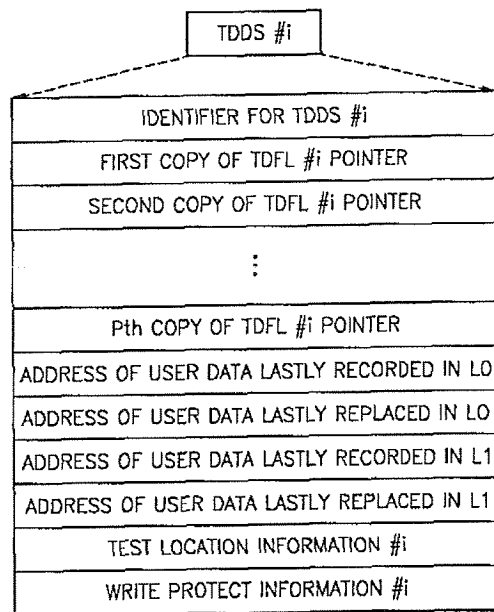 TDDS #i
IDENTIFIER FOR TDDS #i
FIRST COPY OF TDFL #i POINTER
SECOND COPY OF TDFL #i POINTER
⋮
Pth COPY OF TDFL #i POINTER
ADDRESS OF USER DATA LASTLY RECORDED IN L0
ADDRESS OF USER DATA LASTLY REPLACED IN L0
ADDRESS OF USER DATA LASTLY RECORDED IN L1
ADDRESS OF USER DATA LASTLY REPLACED IN L1
TEST LOCATION INFORMATION #i
WRITE PROTECT INFORMATION #i